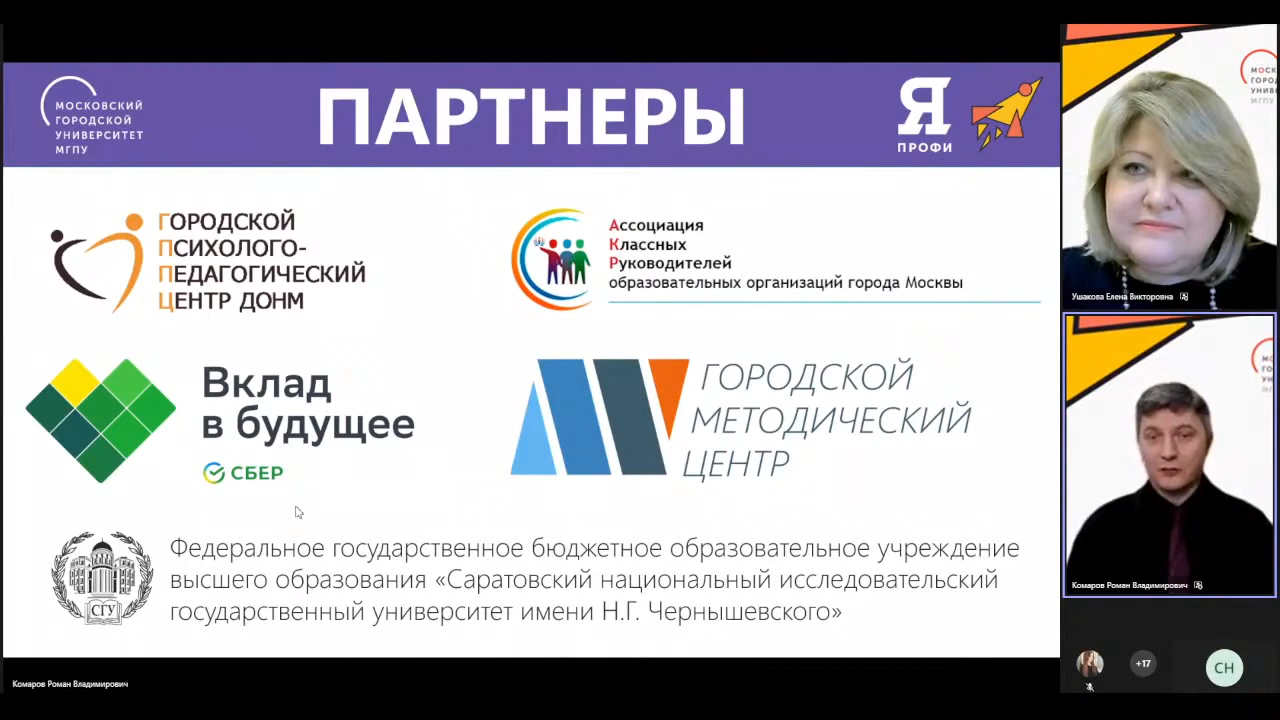 МОСКОВСКИЙ
ГОРОДСКОЙ
УНИВЕРСИТЕТ
МГПУ
ПАРТНЕРЫ
Я
ПРОФИ
ГОРОДСКОЙ
ПСИХОЛОГО-
ПЕДАГОГИЧЕСКИЙ
ЦЕНТР ДОНМ
Ассоциация
Классных
Руководителей
образовательных организаций города Москвы
Вклад
в будущее
СБЕР
ГОРОДСКОЙ
МЕТОДИЧЕСКИЙ
ЦЕНТР
СГУ
Федеральное государственное бюджетное образовательное учреждение
высшего образования «Саратовский национальный исследовательский
государственный университет имени Н.Г. Чернышевского»
Комаров Роман Владимирович
Ушакова Елена Викторовна
Комаров Роман Владимирович
+17
СН